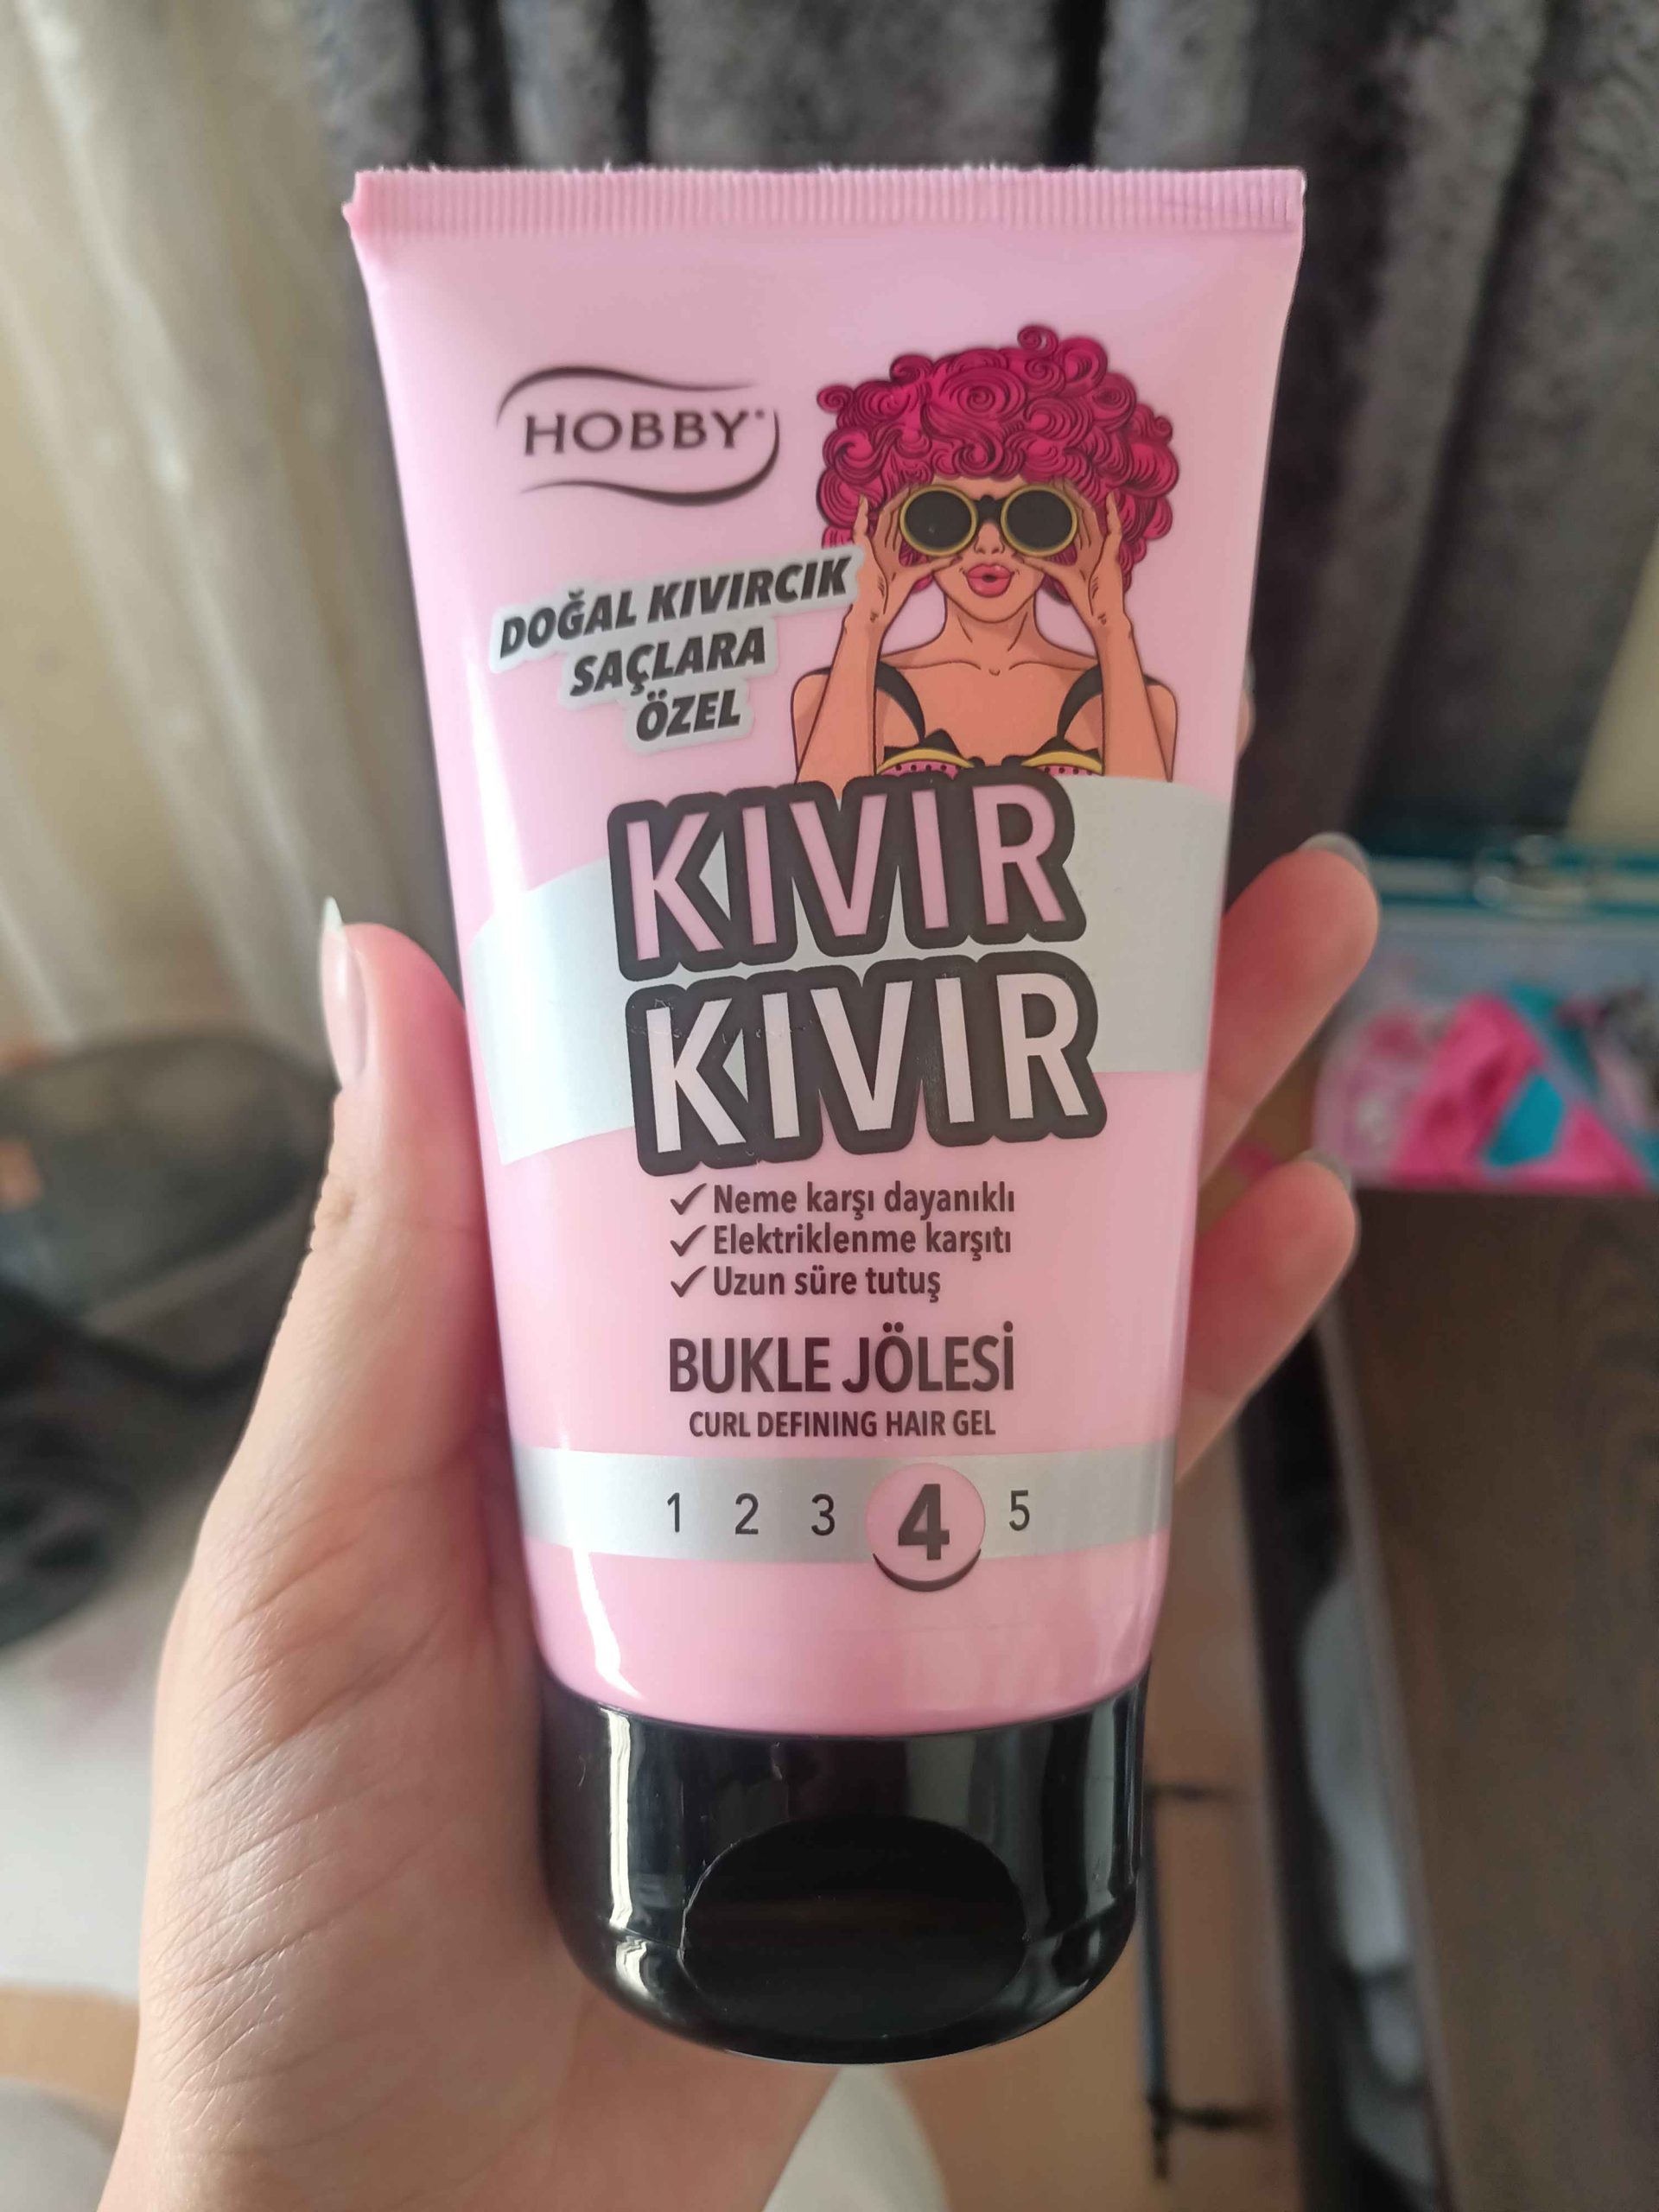 HOBBY®
DOĞAL KIVIRCIK
SAÇLARA
ÖZEL
KIVIR
KIVIR
✓ Neme karşı dayanıklı
✓ Elektriklenme karşıtı
✓ Uzun süre tutuş
BUKLE JÖLESİ
CURL DEFINING HAIR GEL
1 2 3 4 5